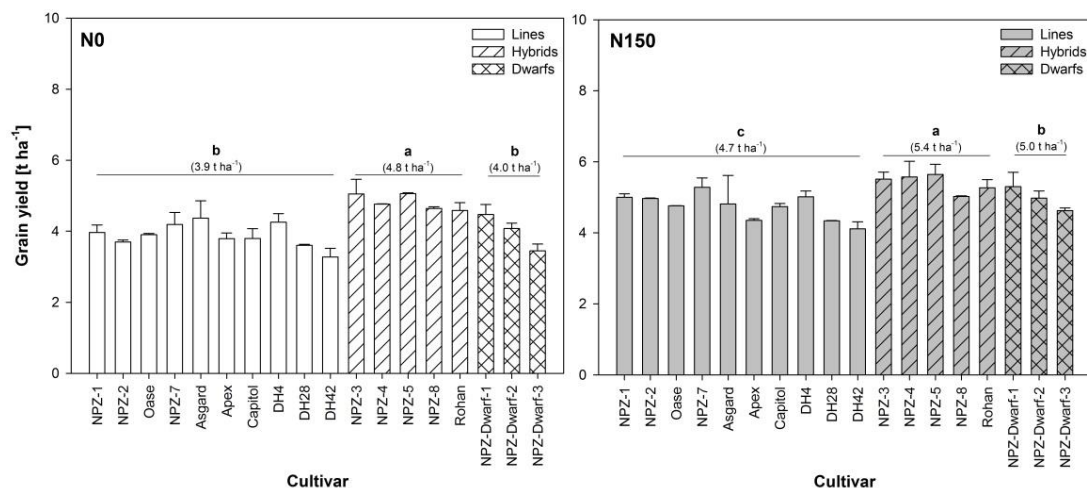 N0
Lines
Hybrids
Dwarfs
b
(3.9 t ha-1)
a
(4.8 t ha-1)
b
(4.0 t ha-1)
Grain yield [t ha-1]
10
8
6
4
2
0
NPZ-1
NPZ-2
Oase
NPZ-7
Asgard
Apex
Capitol
DH4
DH28
DH42
NPZ-3
NPZ-4
NPZ-5
NPZ-8
Rohan
NPZ-Dwarf-1
NPZ-Dwarf-2
NPZ-Dwarf-3
Cultivar
N150
Lines
Hybrids
Dwarfs
c
(4.7 t ha-1)
a
(5.4 t ha-1)
b
(5.0 t ha-1)
10
8
6
4
2
0
NPZ-1
NPZ-2
Oase
NPZ-7
Asgard
Apex
Capitol
DH4
DH28
DH42
NPZ-3
NPZ-4
NPZ-5
NPZ-8
Rohan
NPZ-Dwarf-1
NPZ-Dwarf-2
NPZ-Dwarf-3
Cultivar